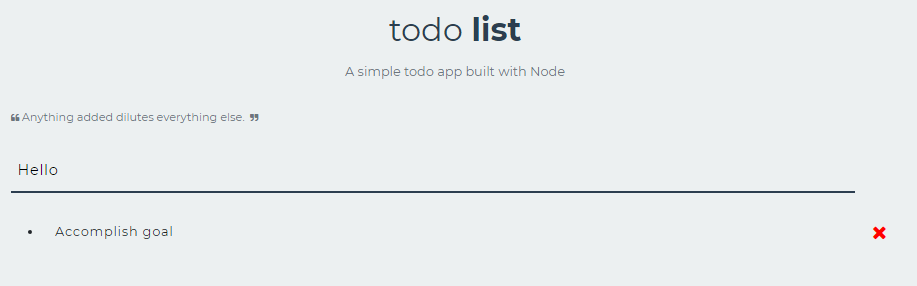 todo list
A simple todo app built with Node
❝ Anything added dilutes everything else. ❞
Hello
• Accomplish goal